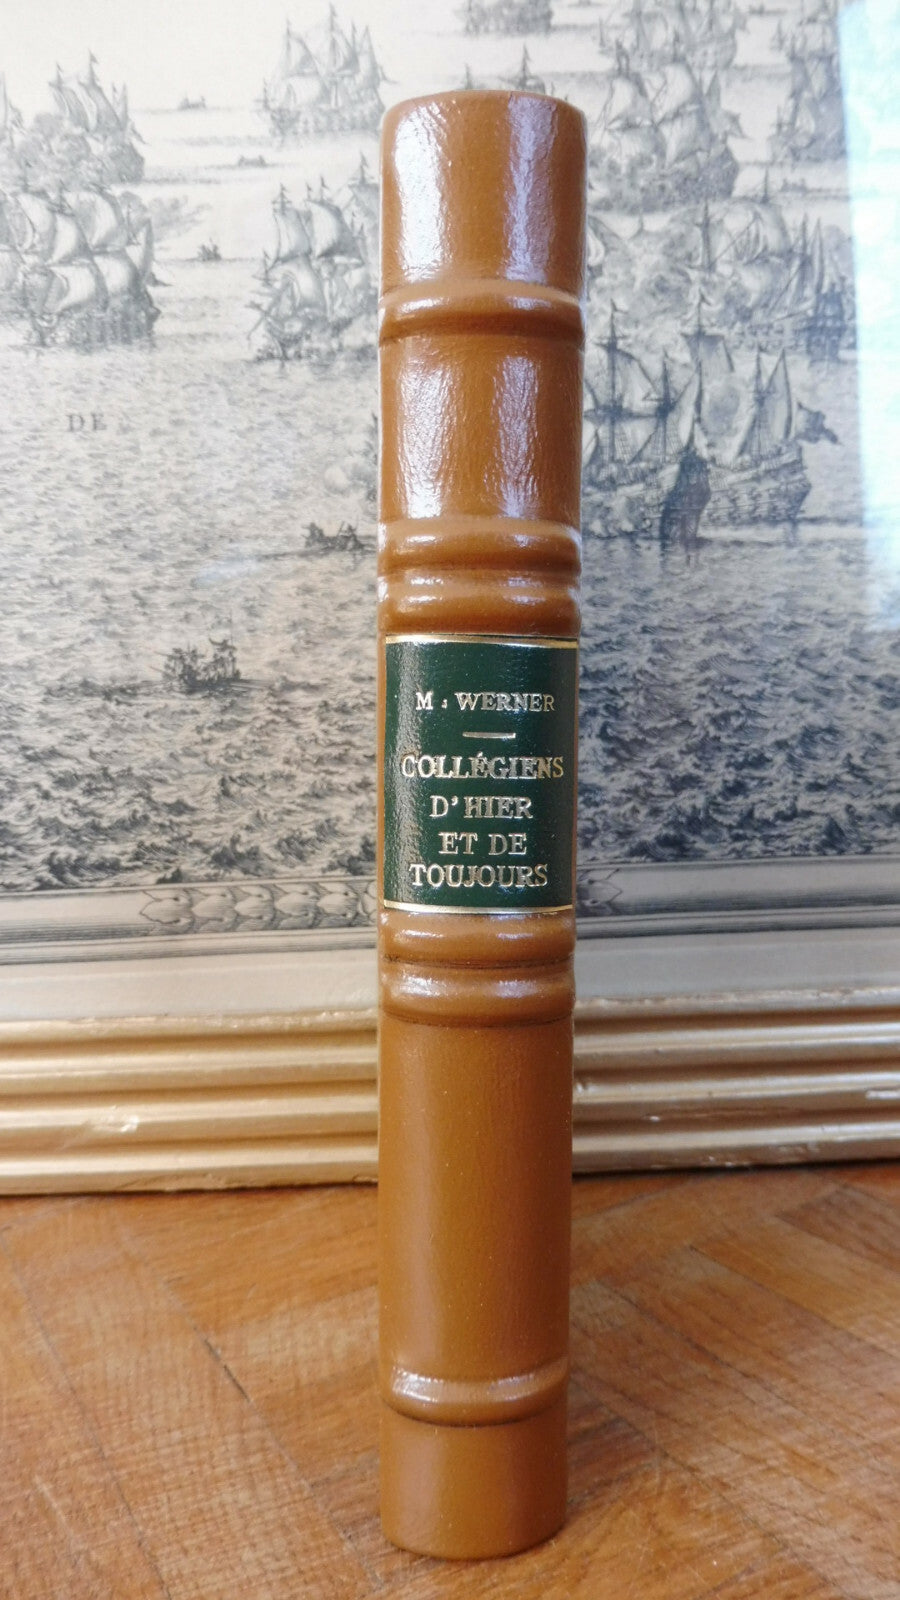 DE
M : WERNER
COLLÉGIENS
D'HIER
ET DE
TOUJOURS